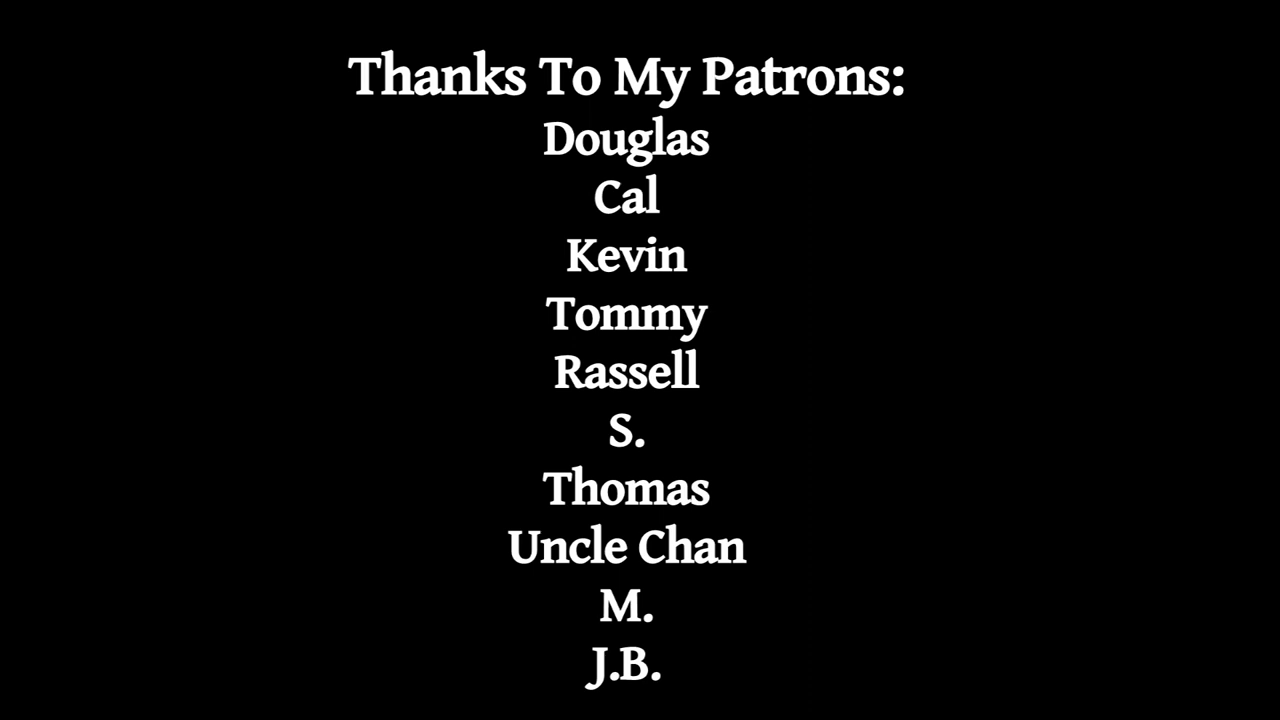 Thanks To My Patrons:
Douglas
Cal
Kevin
Tommy
Rassell
S.
Thomas
Uncle Chan
M.
J.B.